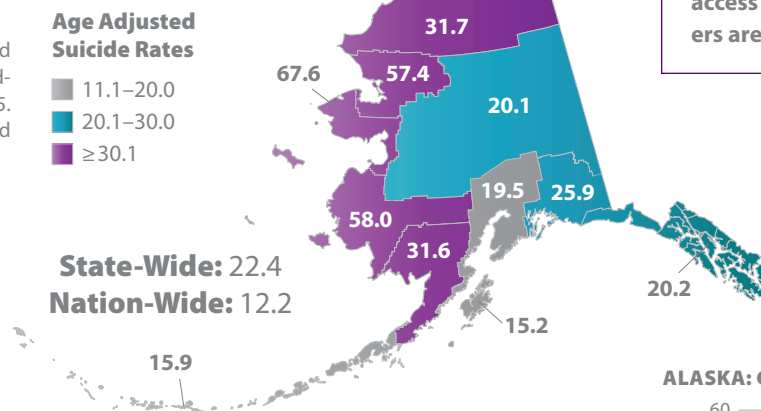 Age Adjusted
Suicide Rates
11.1–20.0
20.1–30.0
≥30.1
31.7
67.6
57.4
20.1
19.5
25.9
58.0
31.6
State-Wide: 22.4
Nation-Wide: 12.2
20.2
15.2
15.9
access
ers are
d
d-
5.
d
ALASKA:
60